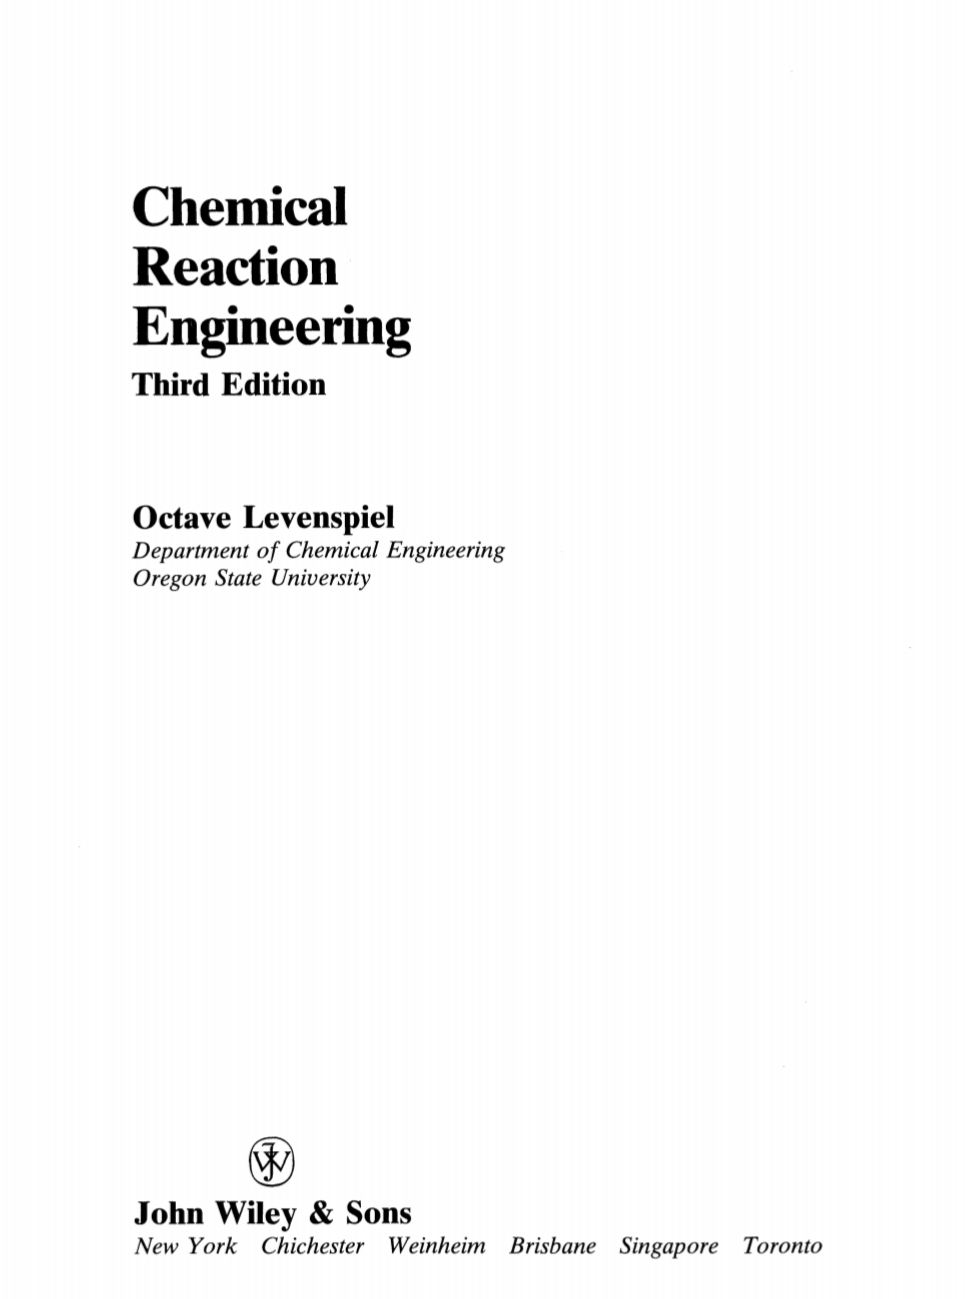 Chemical
Reaction
Engineering
Third Edition
Octave Levenspiel
Department of Chemical Engineering
Oregon State University
JW
John Wiley & Sons
New York Chichester Weinheim Brisbane Singapore Toronto